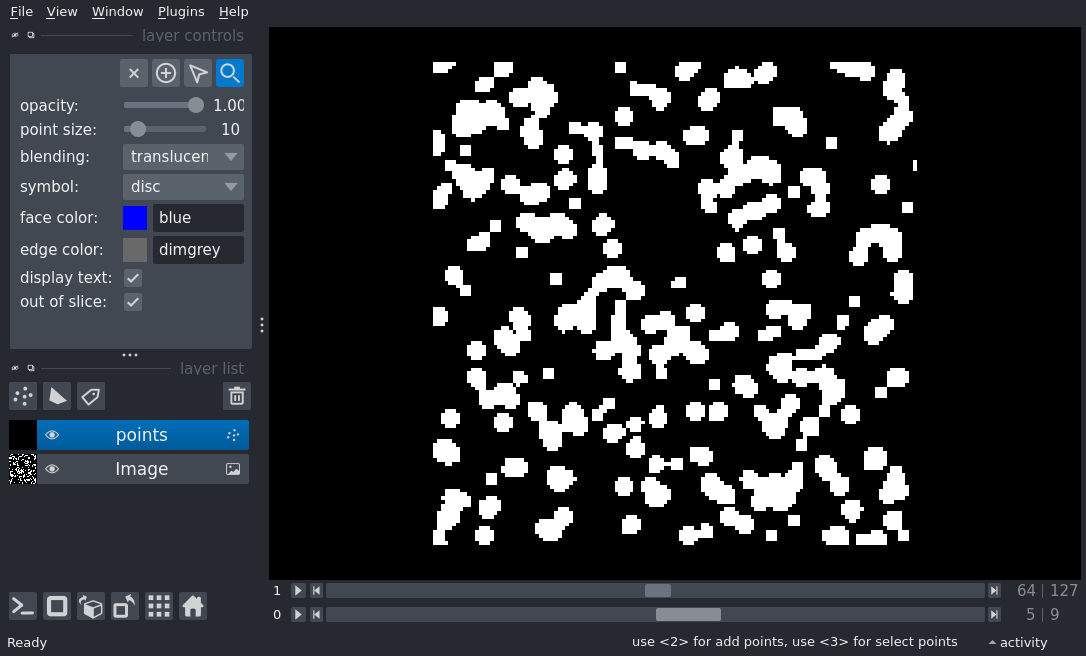 File View Window Plugins Help
layer controls
opacity: 1.00
point size: 10
blending: translucen
symbol: disc
face color: blue
edge color: dimgrey
display text:
out of slice:
layer list
points
Image
1 64 | 127
0 5 | 9
Ready use <2> for add points, use <3> for select points activity